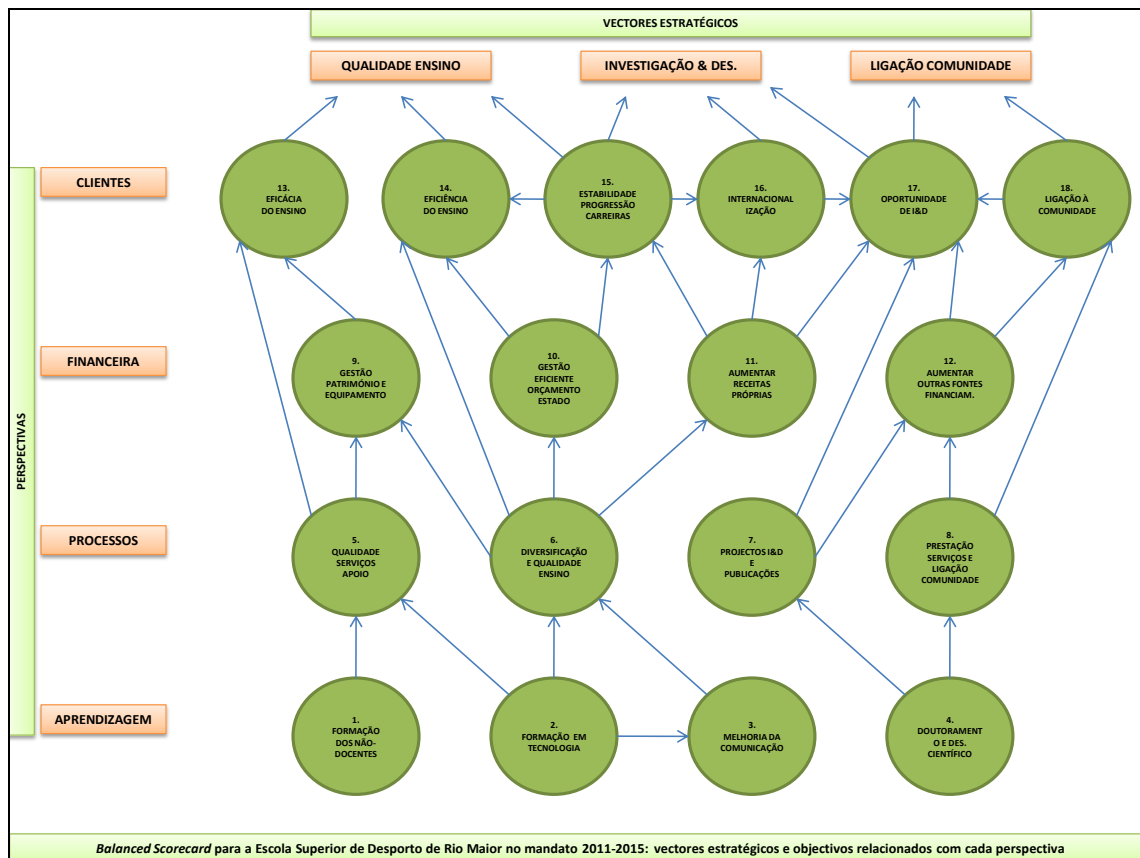 VECTORES ESTRATÉGICOS
QUALIDADE ENSINO
INVESTIGAÇÃO & DES.
LIGAÇÃO COMUNIDADE
PERSPECTIVAS
CLIENTES
13.
EFICÁCIA
DO ENSINO
14.
EFICIÊNCIA
DO ENSINO
15.
ESTABILIDADE
PROGRESSÃO
CARREIRAS
16.
INTERNACIONAL
IZAÇÃO
17.
OPORTUNIDADE
DE I&D
18.
LIGAÇÃO À
COMUNIDADE
FINANCEIRA
9.
GESTÃO
PATRIMÓNIO E
EQUIPAMENTO
10.
GESTÃO
EFICIENTE
ORÇAMENTO
ESTADO
11.
AUMENTAR
RECEITAS
PRÓPRIAS
12.
AUMENTAR
OUTRAS FONTES
FINANCIAM.
PROCESSOS
5.
QUALIDADE
SERVIÇOS
APOIO
6.
DIVERSIFICAÇÃO
E QUALIDADE
ENSINO
7.
PROJECTOS I&D
E
PUBLICAÇÕES
8.
PRESTAÇÃO
SERVIÇOS E
LIGAÇÃO
COMUNIDADE
APRENDIZAGEM
1.
FORMAÇÃO
DOS NÃO-
DOCENTES
2.
FORMAÇÃO EM
TECNOLOGIA
3.
MELHORIA DA
COMUNICAÇÃO
4.
DOUTORAMENT
O E DES.
CIENTÍFICO
Balanced Scorecard para a Escola Superior de Desporto de Rio Maior no mandato 2011-2015: vectores estratégicos e objectivos relacionados com cada perspectiva